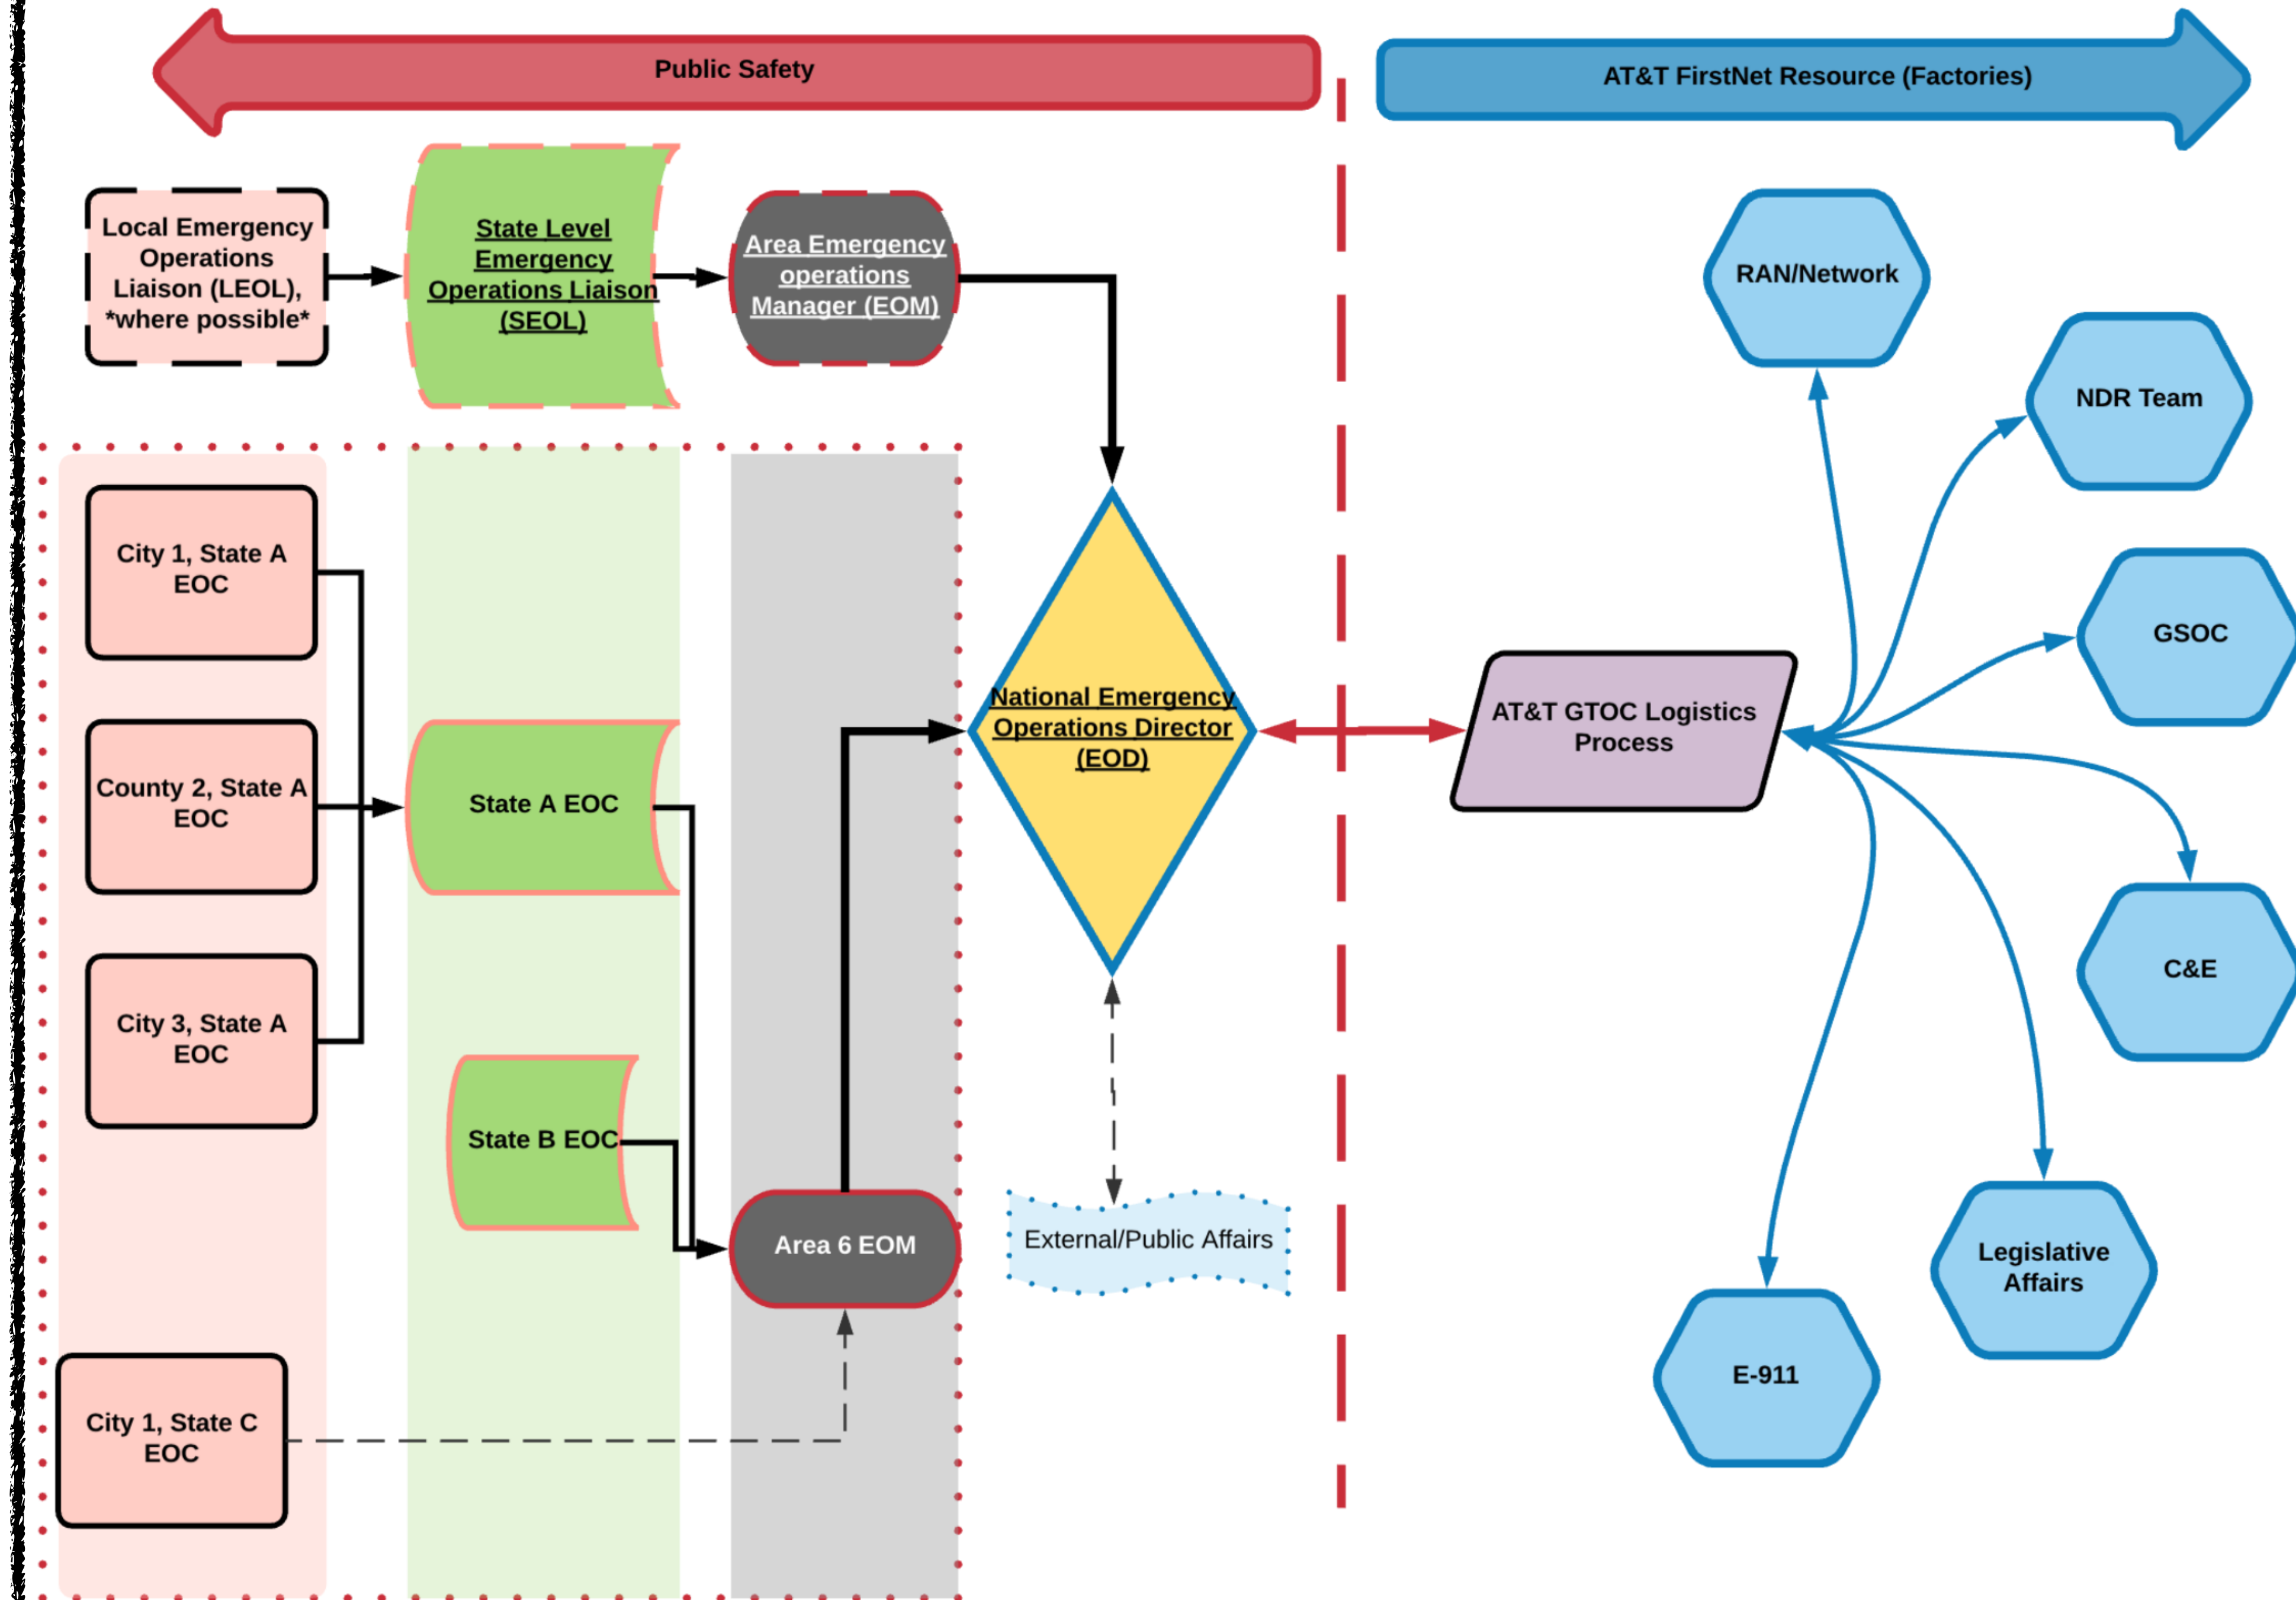 Public Safety
AT&T FirstNet Resource (Factories)
Local Emergency
Operations
Liaison (LEOL),
*where possible*
State Level
Emergency
Operations Liaison
(SEOL)
Area Emergency
operations
Manager (EOM)
RAN/Network
NDR Team
City 1, State A
EOC
GSOC
County 2, State A
EOC
State A EOC
National Emergency
Operations Director
(EOD)
AT&T GTOC Logistics
Process
City 3, State A
EOC
C&E
State B EOC
Area 6 EOM
External/Public Affairs
Legislative
Affairs
City 1, State C
EOC
E-911